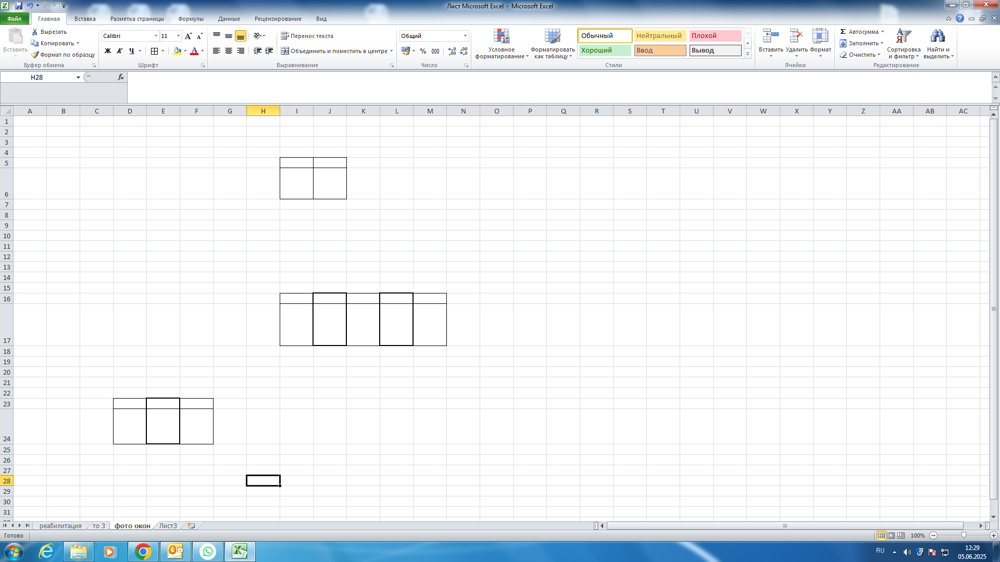 Лист Microsoft Excel - Microsoft Excel
Файл Главная Вставка Разметка страницы Формулы Данные Рецензирование Вид
Вставить
Вырезать
Копировать
Формат по образцу
Буфер обмена
Calibri 11
Ж К Ч
Шрифт
Перенос текста
Объединить и поместить в центре
Выравнивание
Общий
% 000
Число
Условное форматирование
Форматировать как таблицу
Обычный Нейтральный Плохой
Хороший Ввод Вывод
Стили
Вставить Удалить Формат
Ячейки
Σ Автосумма
Заполнить
Очистить
Сортировка и фильтр
Найти и выделить
Редактирование
H28 fx
A B C D E F G H I J K L M N O P Q R S T U V W X Y Z AA AB AC
1
2
3
4
5
6
7
8
9
10
11
12
13
14
15
16
17
18
19
20
21
22
23
24
25
26
27
28
29
30
31
реабилитация то 3 фото окон Лист3
Готово 100%
RU 12:29
05.06.2025